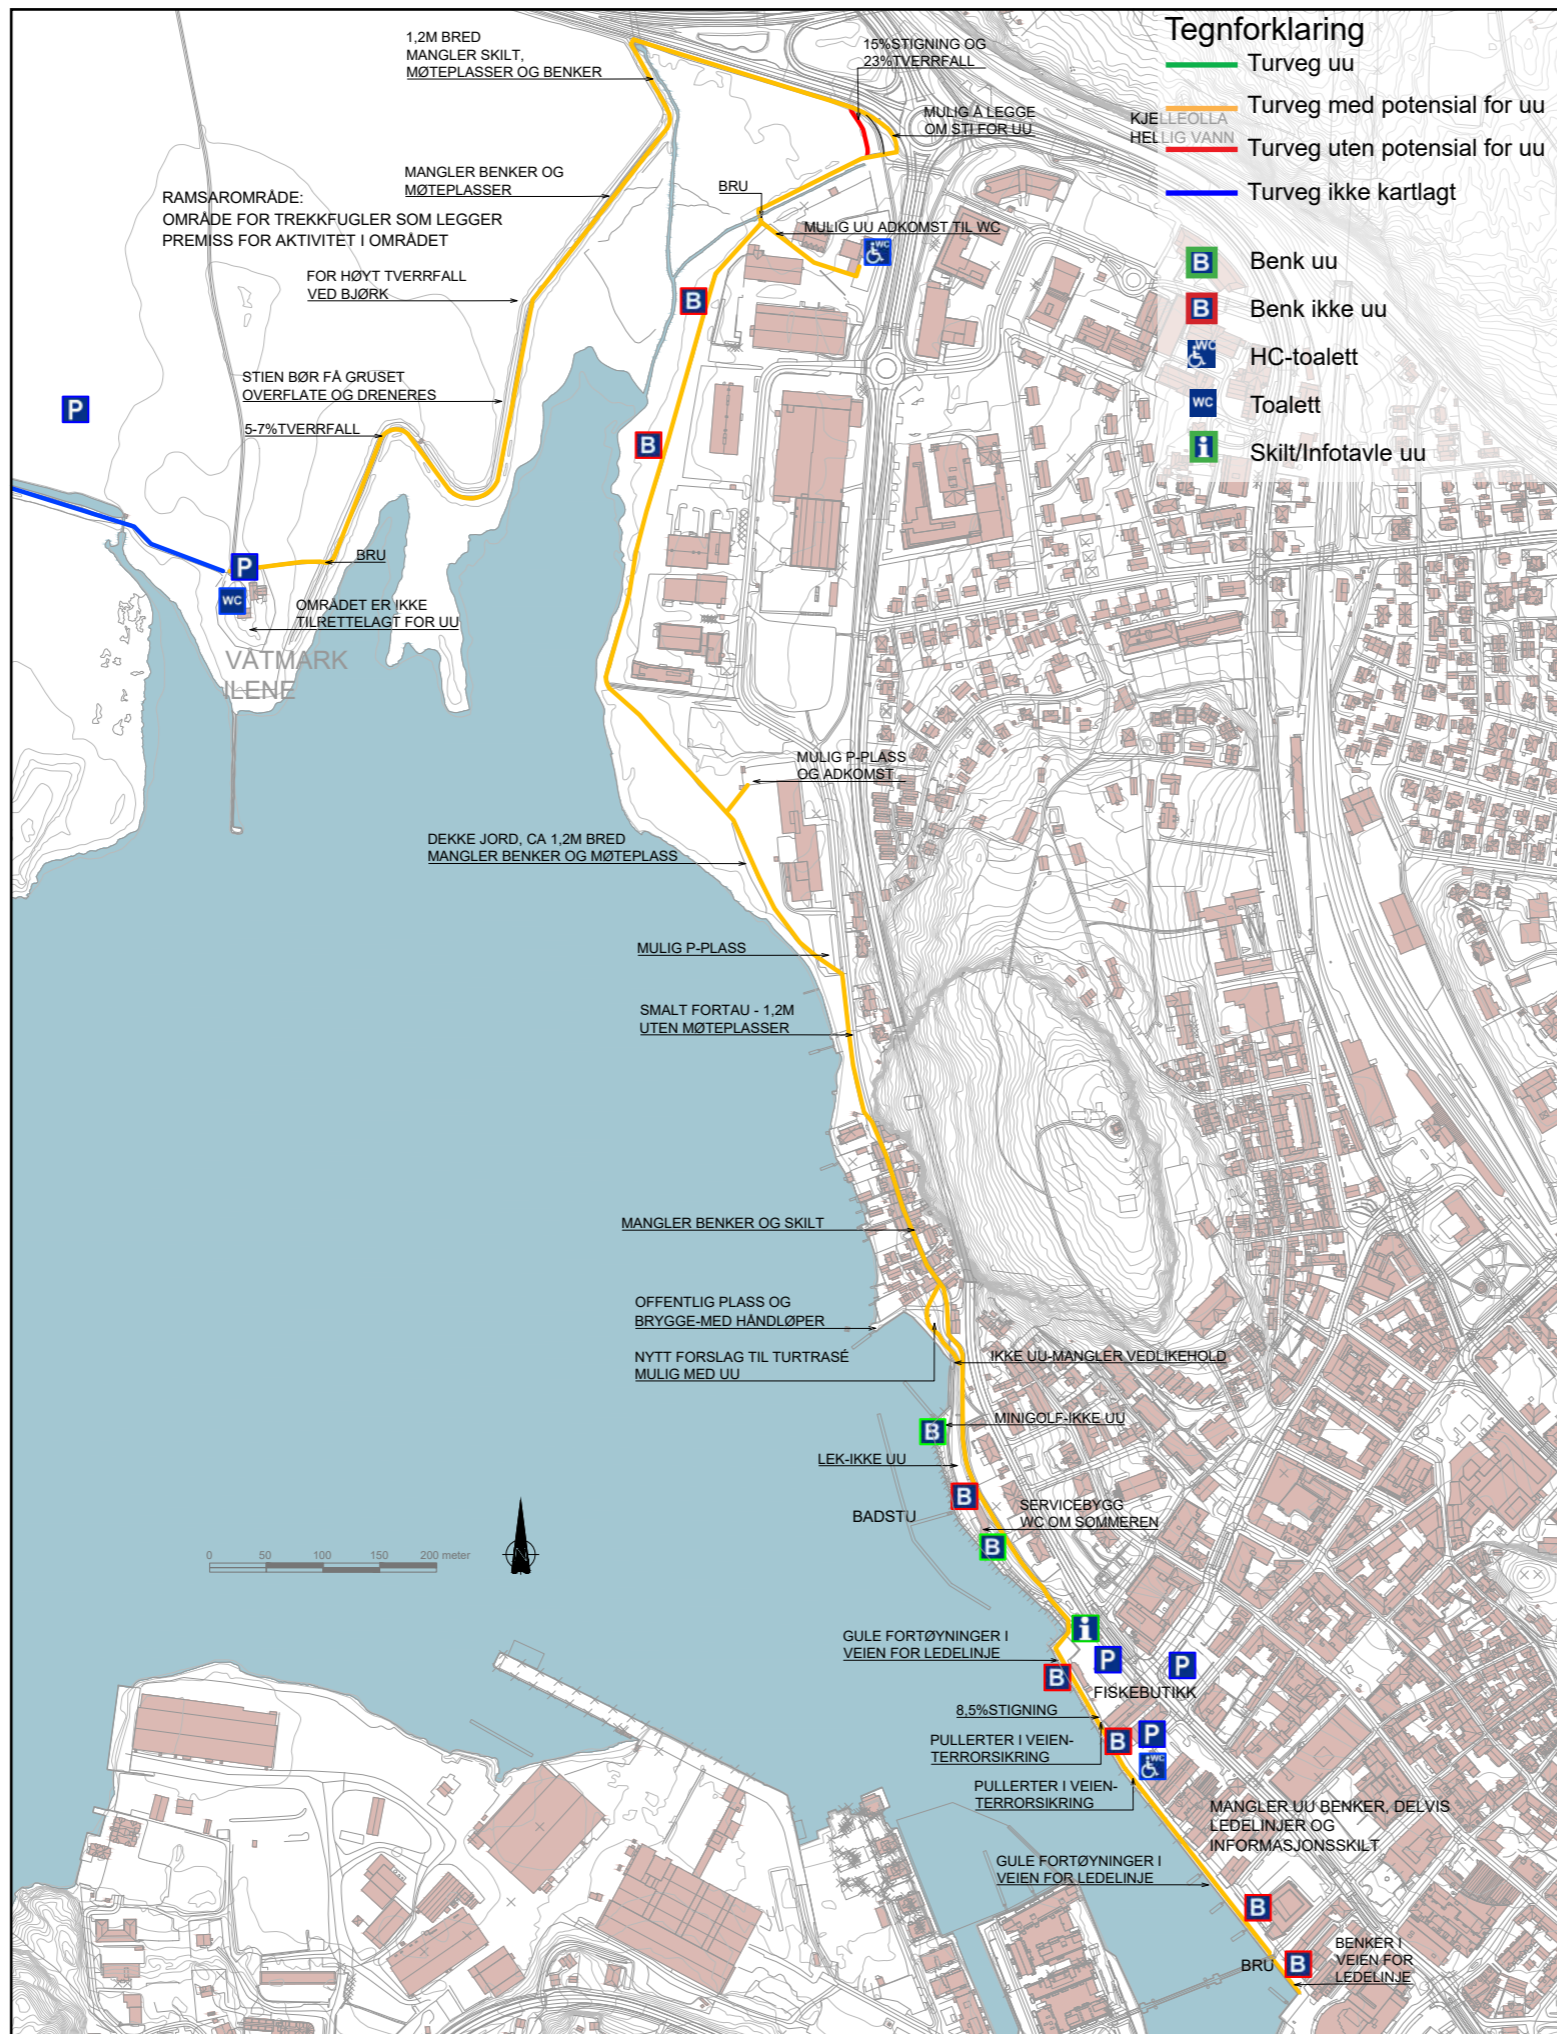 1,2M BRED
MANGLER SKILT,
MØTEPLASSER OG BENKER
15%STIGNING OG
23%TVERRFALL
MULIG Å LEGGE
OM STI FOR UU
Tegnforklaring
Turveg uu
Turveg med potensial for uu
KJELLEOLLA
HELLIG VANN
Turveg uten potensial for uu
Turveg ikke kartlagt
B
Benk uu
B
Benk ikke uu
WC
HC-toalett
WC
Toalett
i
Skilt/Infotavle uu
MANGLER BENKER OG
MØTEPLASSER
RAMSAROMRÅDE:
OMRÅDE FOR TREKKFUGLER SOM LEGGER
PREMISS FOR AKTIVITET I OMRÅDET
BRU
MULIG UU ADKOMST TIL WC
WC
FOR HØYT TVERRFALL
VED BJØRK
B
STIEN BØR FÅ GRUSET
OVERFLATE OG DRENERES
P
5-7%TVERRFALL
B
BRU
P
WC
OMRÅDET ER IKKE
TILRETTELAGT FOR UU
VÅTMARK
ILENE
MULIG P-PLASS
OG ADKOMST
DEKKE JORD, CA 1,2M BRED
MANGLER BENKER OG MØTEPLASS
MULIG P-PLASS
SMALT FORTAU - 1,2M
UTEN MØTEPLASSER
MANGLER BENKER OG SKILT
OFFENTLIG PLASS OG
BRYGGE-MED HÅNDLØPER
NYTT FORSLAG TIL TURTRASÉ
MULIG MED UU
IKKE UU-MANGLER VEDLIKEHOLD
MINIGOLF-IKKE UU
B
LEK-IKKE UU
B
BADSTU
SERVICEBYGG
WC OM SOMMEREN
B
0 50 100 150 200 meter
N
i
GULE FORTØYNINGER I
VEIEN FOR LEDELINJE
P
P
B
FISKEBUTIKK
8,5%STIGNING
PULLERTER I VEIEN-
TERRORSIKRING
B
P
WC
PULLERTER I VEIEN-
TERRORSIKRING
MANGLER UU BENKER, DELVIS
LEDELINJER OG
INFORMASJONSSKILT
GULE FORTØYNINGER I
VEIEN FOR LEDELINJE
B
BRU
B
BENKER I
VEIEN FOR
LEDELINJE